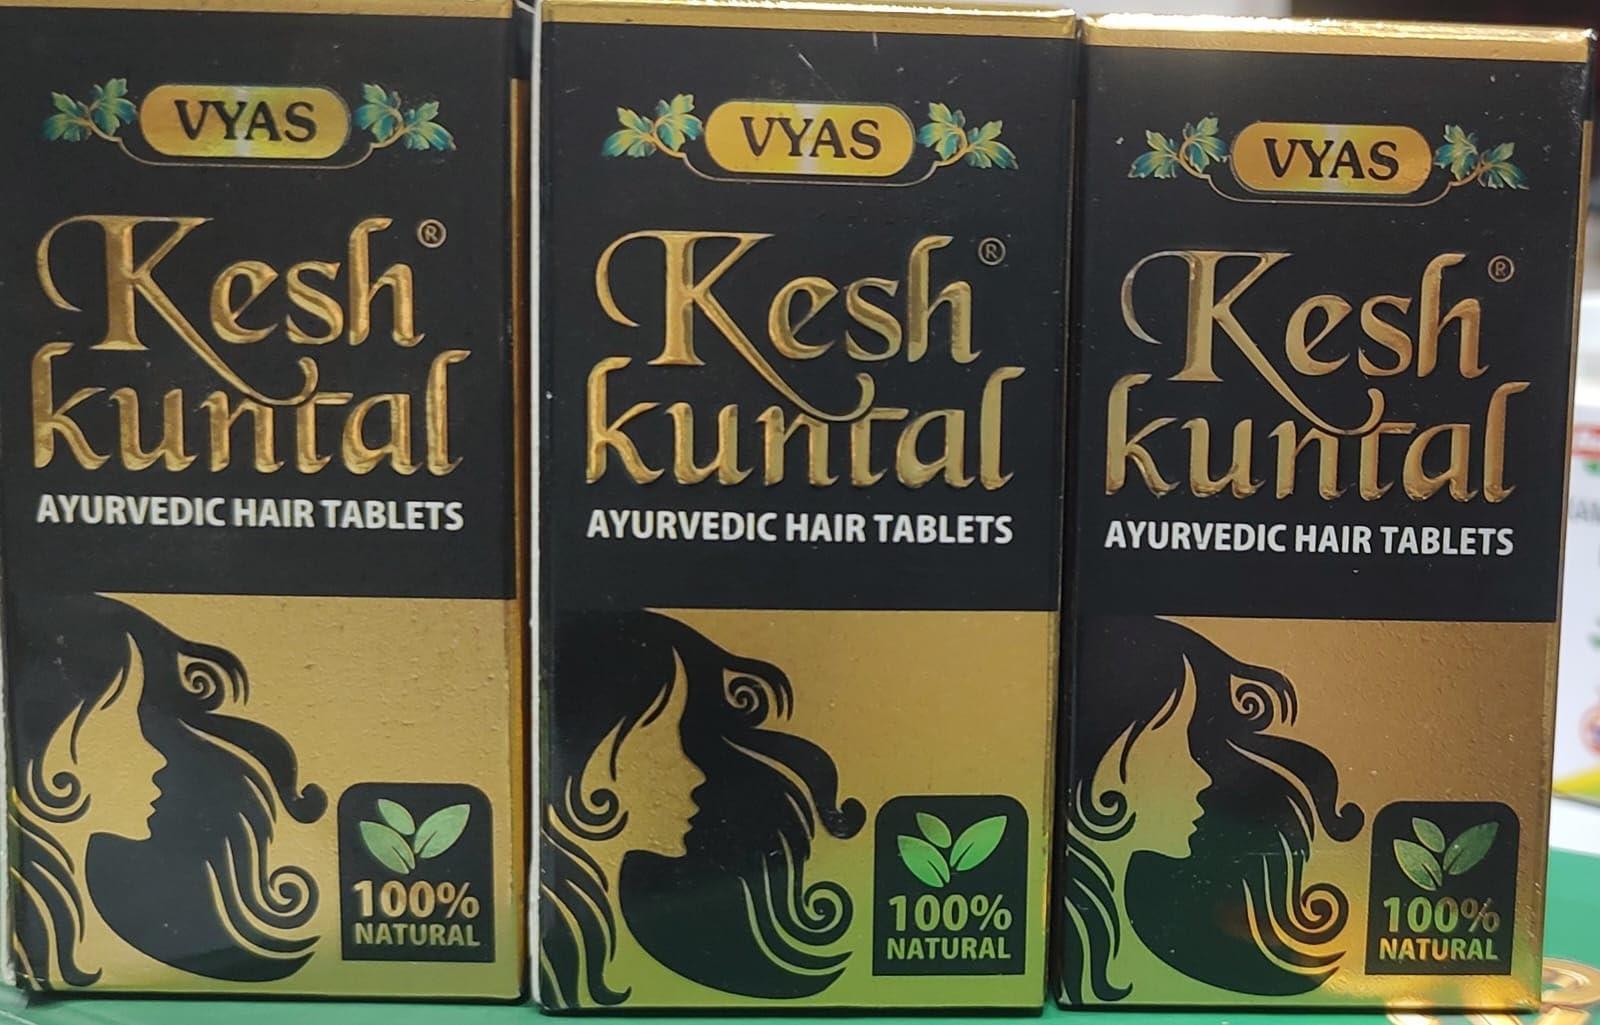 VYAS
Kesh®
kuntal
AYURVEDIC HAIR TABLETS
100%
NATURAL
VYAS
Kesh®
kuntal
AYURVEDIC HAIR TABLETS
100%
NATURAL
VYAS
Kesh®
kuntal
AYURVEDIC HAIR TABLETS
100%
NATURAL